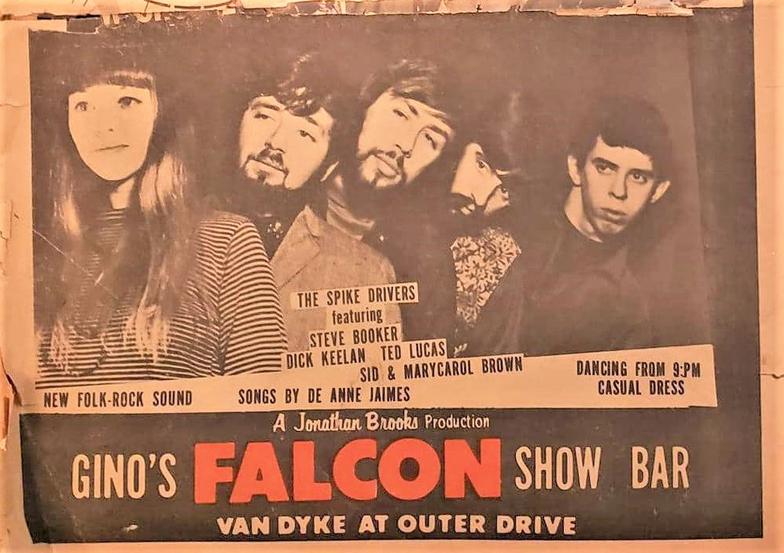 THE SPIKE DRIVERS
featuring
STEVE BOOKER
DICK KEELAN TED LUCAS
SID & MARYCAROL BROWN
DANCING FROM 9:PM
CASUAL DRESS
NEW FOLK-ROCK SOUND SONGS BY DE ANNE JAIMES
A Jonathan Brooks Production
GINO'S FALCON SHOW BAR
VAN DYKE AT OUTER DRIVE